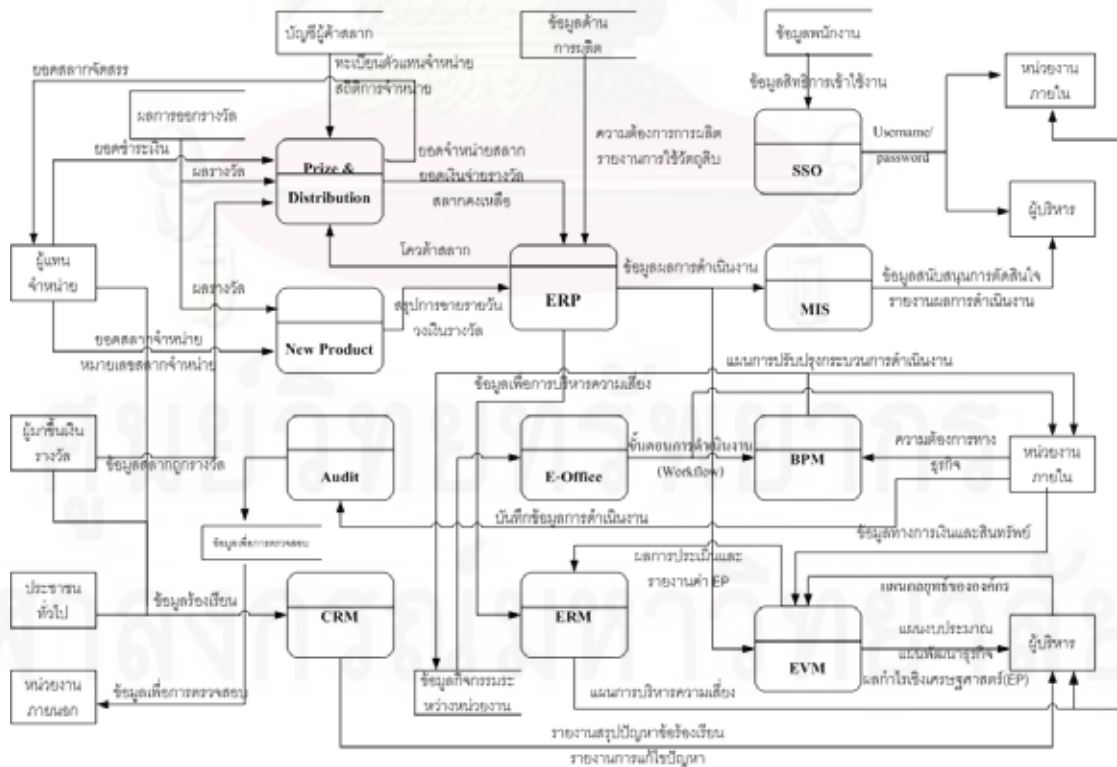 บัญชีผู้ค้าสลาก
ข้อมูลด้าน
การผลิต
ข้อมูลพนักงาน
ยอดสลากจัดสรร
ทะเบียนตัวแทนจำหน่าย
สถิติการจำหน่าย
ข้อมูลสิทธิการเข้าใช้งาน
หน่วยงาน
ภายใน
ผลการออกรางวัล
ความต้องการการผลิต
รายงานการใช้วัตถุดิบ
Username/
password
ยอดชำระเงิน
ผลรางวัล
Prize &
Distribution
ยอดจำหน่ายสลาก
ยอดเงินจ่ายรางวัล
สลากคงเหลือ
SSO
ผู้บริหาร
ผู้แทน
จำหน่าย
โควต้าสลาก
ผลรางวัล
ERP
ข้อมูลผลการดำเนินงาน
MIS
ข้อมูลสนับสนุนการตัดสินใจ
รายงานผลการดำเนินงาน
สรุปการขายรายวัน
วงเงินรางวัล
New Product
ยอดสลากจำหน่าย
หมายเลขสลากจำหน่าย
แผนการปรับปรุงกระบวนการดำเนินงาน
ข้อมูลเพื่อการบริหารความเสี่ยง
ศูนย์วิทยทรัพยากร
ผู้มาขึ้นเงิน
รางวัล
ข้อมูลสลากถูกรางวัล
Audit
E-Office
ขั้นตอนการดำเนินงาน
(Workflow)
BPM
ความต้องการทาง
ธุรกิจ
หน่วยงาน
ภายใน
บันทึกข้อมูลการดำเนินงาน
ข้อมูลทางการเงินและสินทรัพย์
ข้อมูลเพื่อการตรวจสอบ
ผลการประเมินและ
รายงานค่า EP
ประชาชน
ทั่วไป
ข้อมูลร้องเรียน
CRM
ERM
EVM
แผนกลยุทธ์ขององค์กร
แผนงบประมาณ
แผนพัฒนาธุรกิจ
ผลกำไรเชิงเศรษฐศาสตร์(EP)
ผู้บริหาร
หน่วยงาน
ภายนอก
ข้อมูลเพื่อการตรวจสอบ
ข้อมูลกิจกรรมระ
หว่างหน่วยงาน
แผนการบริหารความเสี่ยง
รายงานสรุปปัญหาข้อร้องเรียน
รายงานการแก้ไขปัญหา